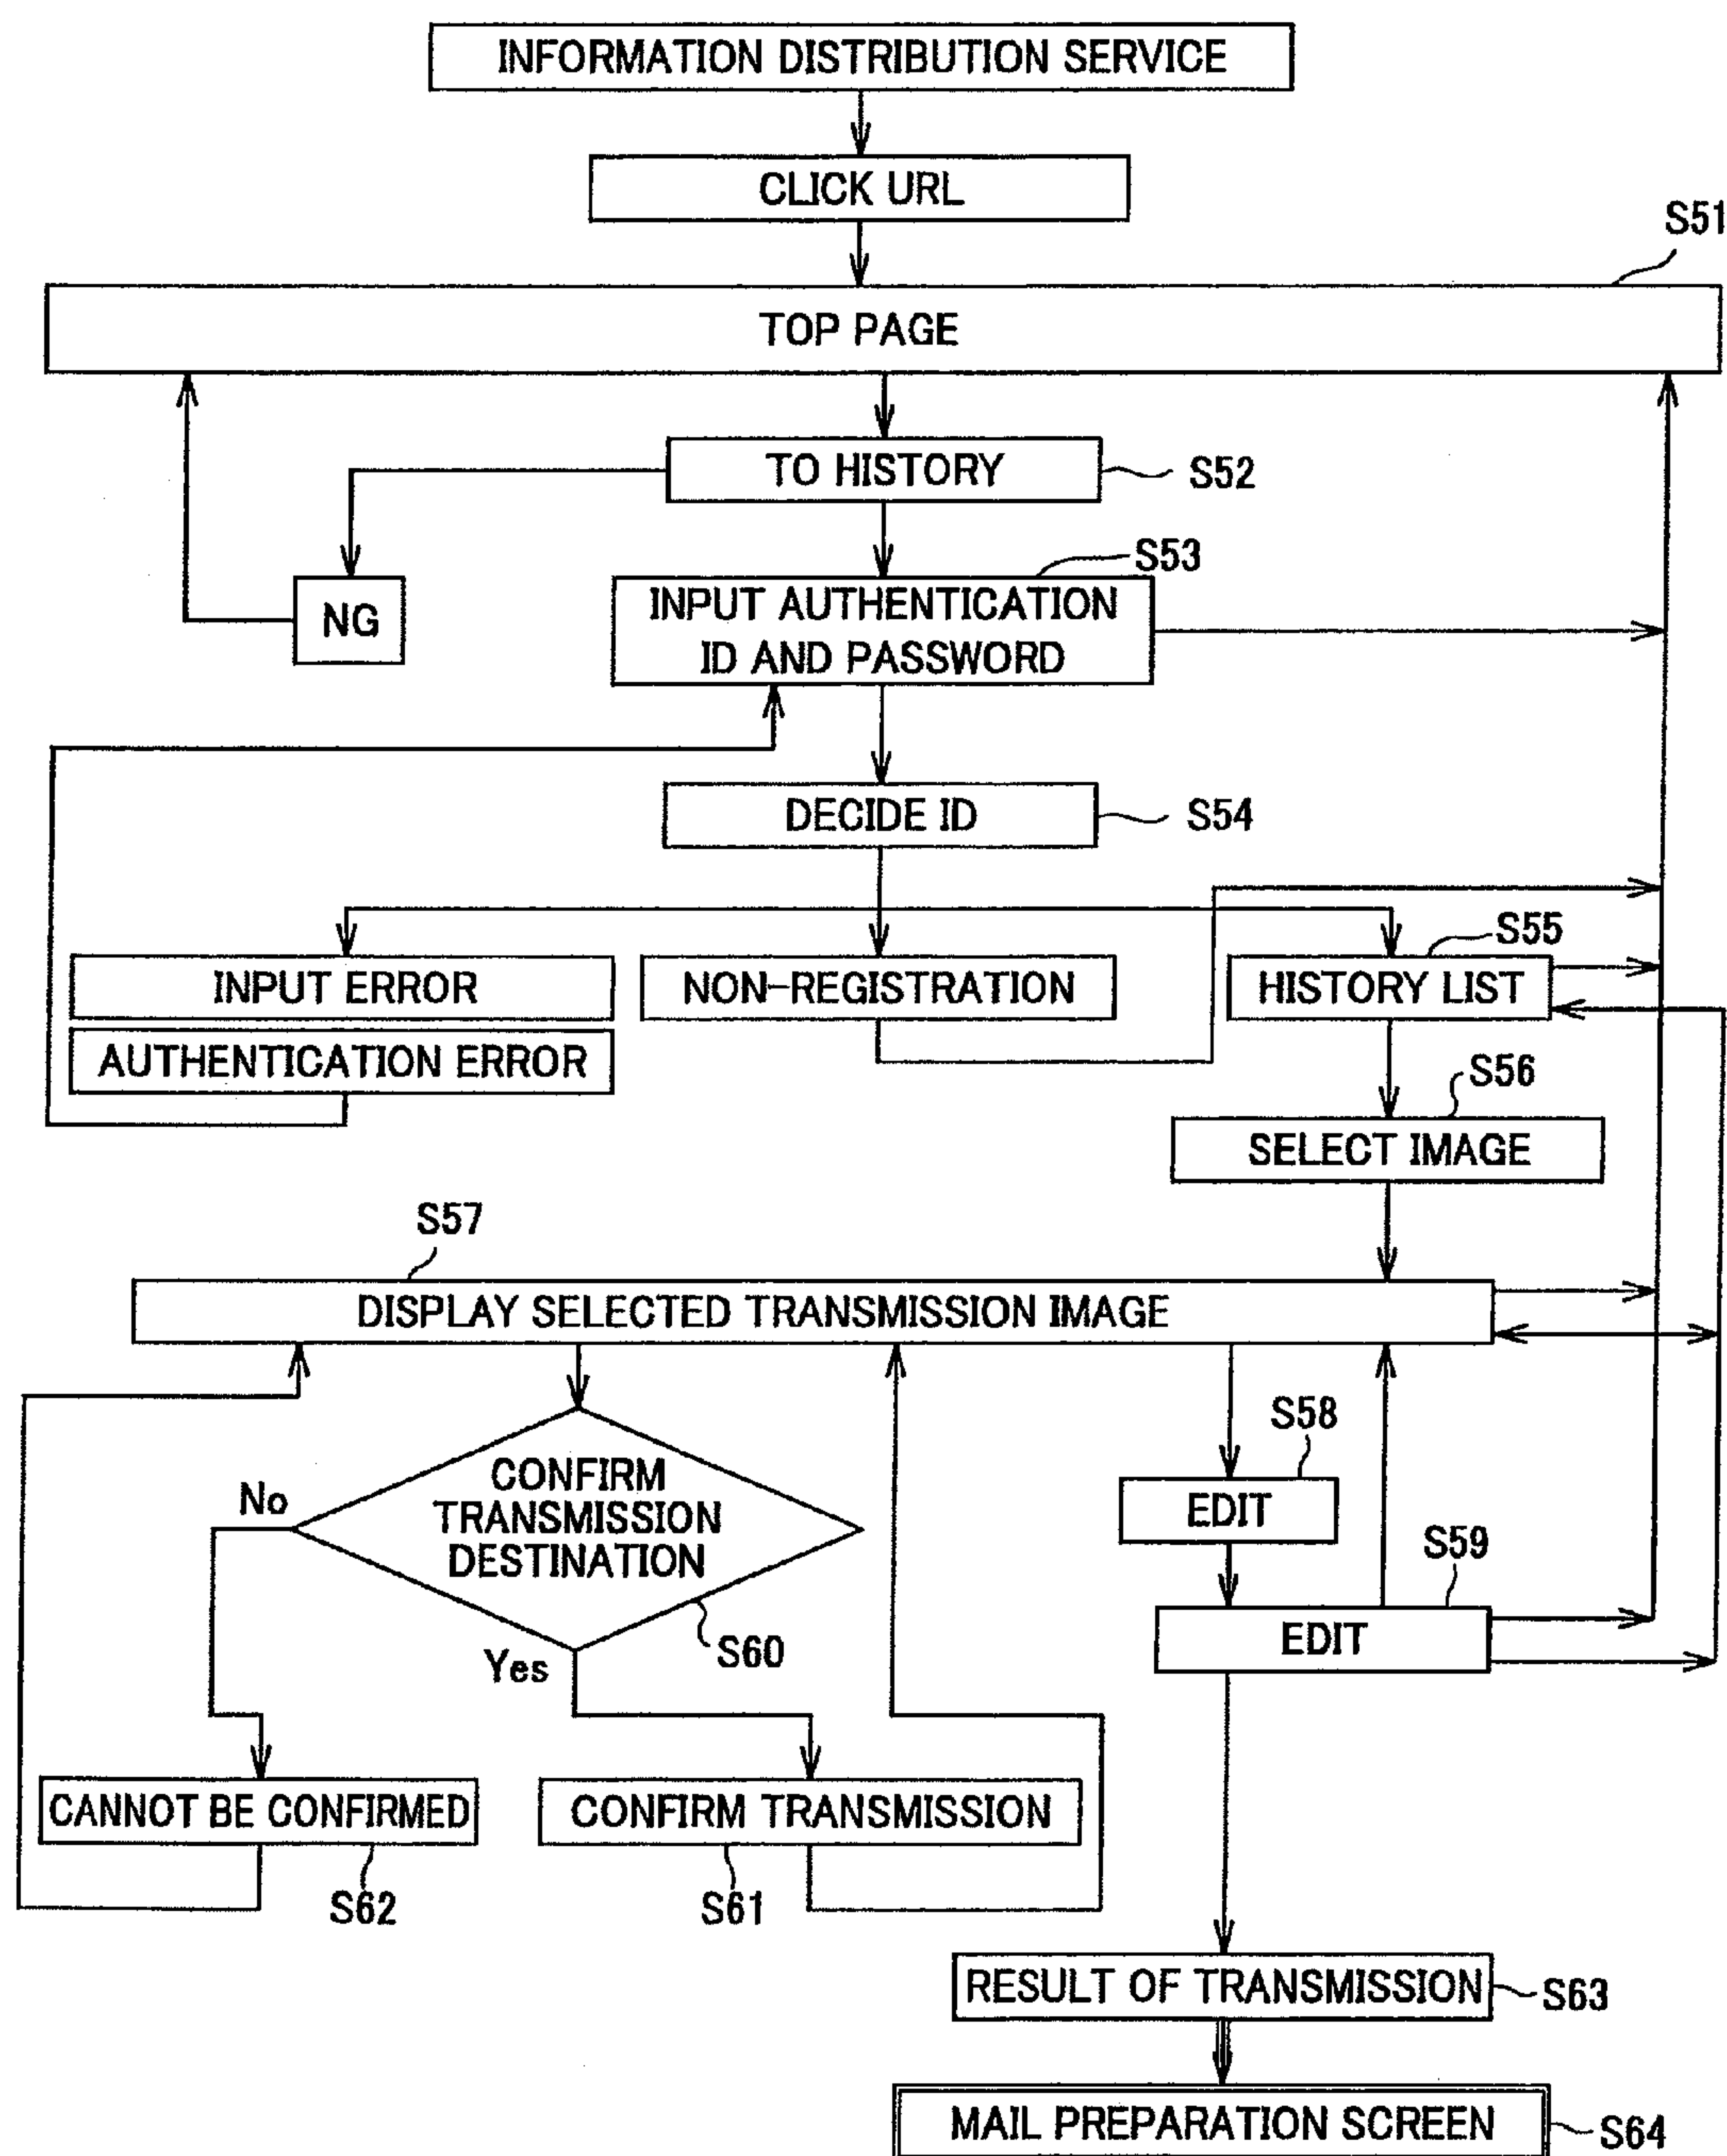 INFORMATION DISTRIBUTION SERVICE
CLICK URL
S51
TOP PAGE
TO HISTORY
S52
S53
NG
INPUT AUTHENTICATION
ID AND PASSWORD
DECIDE ID
S54
S55
INPUT ERROR
NON-REGISTRATION
HISTORY LIST
AUTHENTICATION ERROR
S56
SELECT IMAGE
S57
DISPLAY SELECTED TRANSMISSION IMAGE
S58
CONFIRM
TRANSMISSION
DESTINATION
No
EDIT
S59
EDIT
S60
Yes
CANNOT BE CONFIRMED
CONFIRM TRANSMISSION
S62
S61
RESULT OF TRANSMISSION
S63
MAIL PREPARATION SCREEN
S64